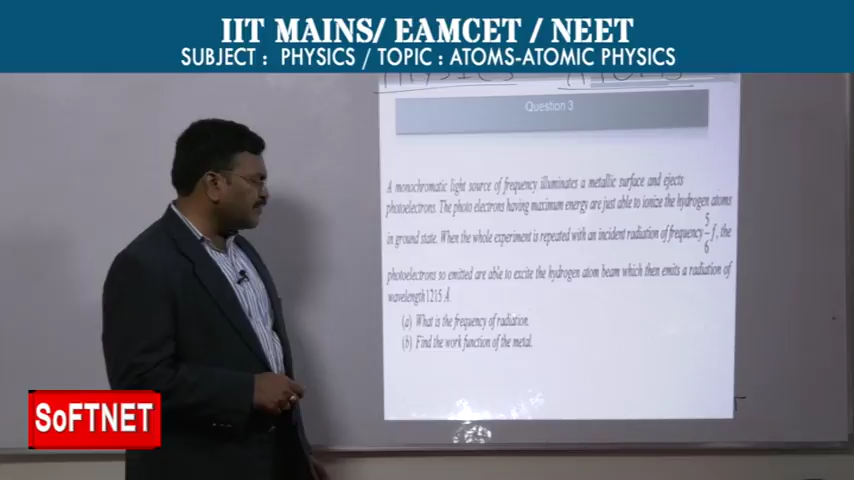 IIT MAINS/ EAMCET / NEET
SUBJECT : PHYSICS / TOPIC : ATOMS-ATOMIC PHYSICS
Question 3
A monochromatic light source of frequency illuminates a metallic surface and ejects
photoelectrons. The photo electrons having maximum energy are just able to ionize the hydrogen atoms
in ground state. When the whole experiment is repeated with an incident radiation of frequency 5/6 f, the
photoelectrons so emitted are able to excite the hydrogen atom beam which then emits a radiation of
wavelength 1215 Å.
(a) What is the frequency of radiation.
(b) Find the work function of the metal.
SoFTNET